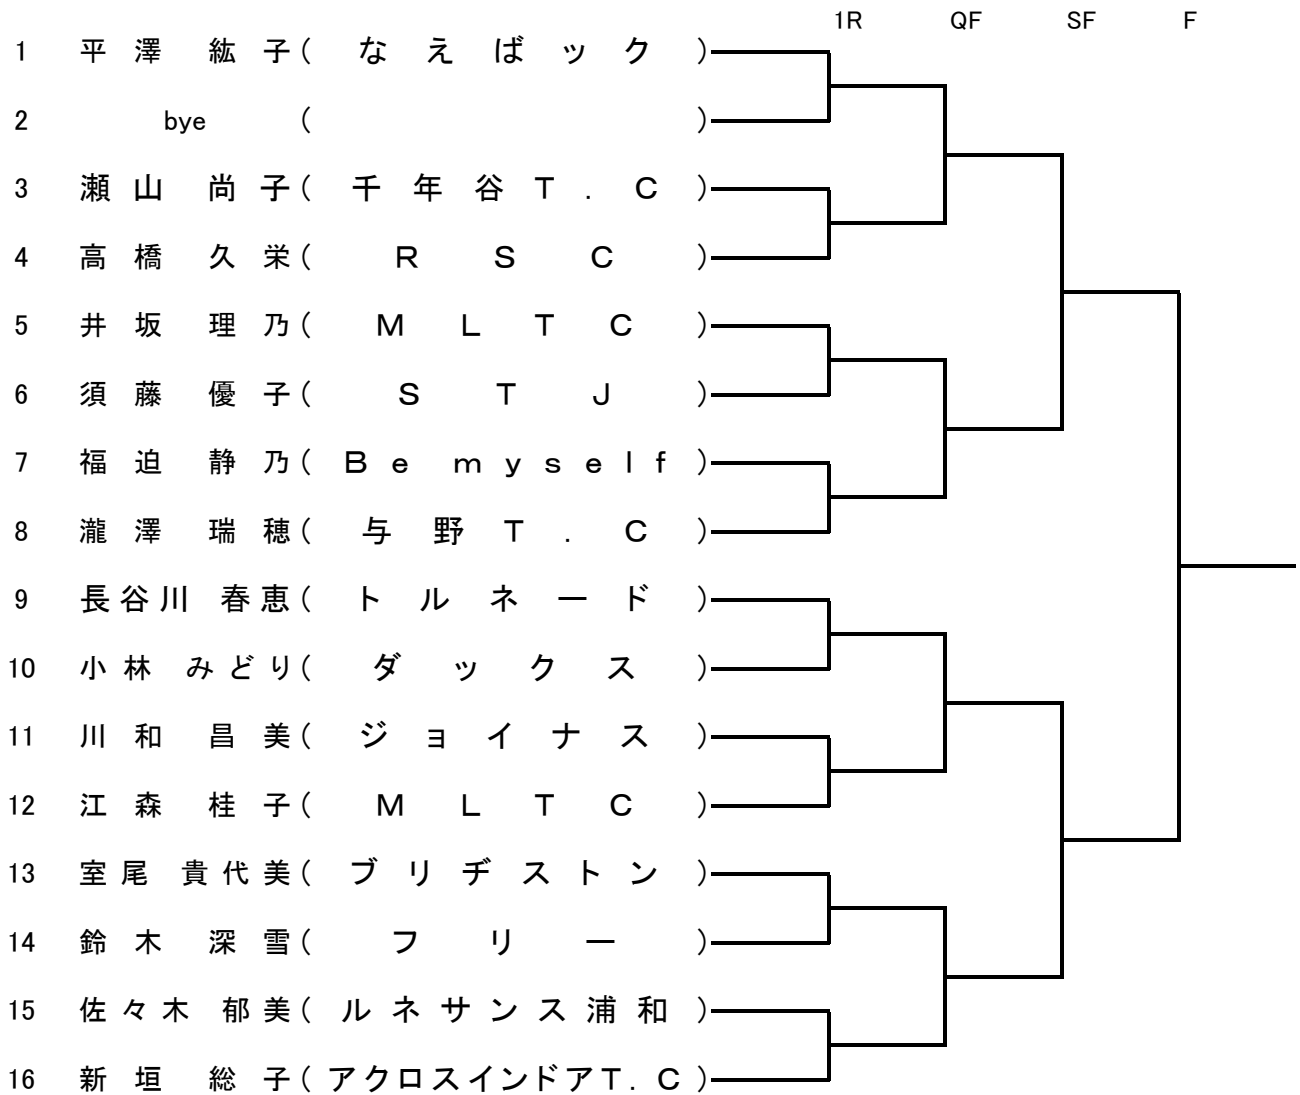 1R QF SF F
1 平澤 紘子(なえばック)
2 bye ( )
3 瀬山 尚子(千年谷T.C)
4 高橋 久栄(RSC)
5 井坂 理乃(MLTC)
6 須藤 優子(STJ)
7 福迫 静乃(Be myself)
8 瀧澤 瑞穂(与野T.C)
9 長谷川 春恵(トルネード)
10 小林 みどり(ダックス)
11 川和 昌美(ジョイナス)
12 江森 桂子(MLTC)
13 室尾 貴代美(ブリヂストン)
14 鈴木 深雪(フリー)
15 佐々木 郁美(ルネサンス浦和)
16 新垣 総子(アクロスインドアT.C)